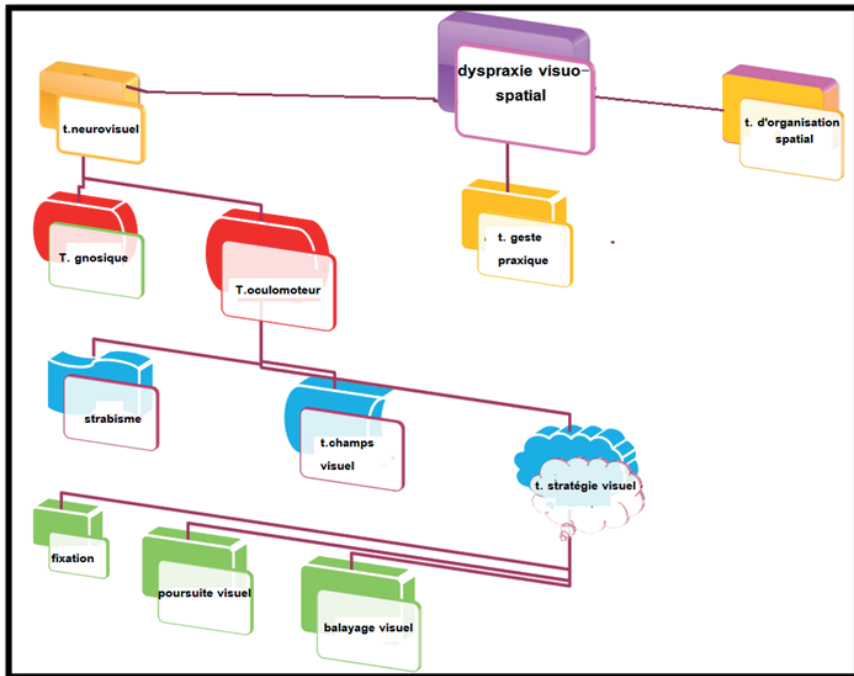 dyspraxie visuo-
spatial
t.neurovisuel
t. d'organisation
spatial
T. gnosique
T.oculomoteur
t. geste
praxique
strabisme
t.champs
visuel
t. stratégie visuel
fixation
poursuite visuel
balayage visuel